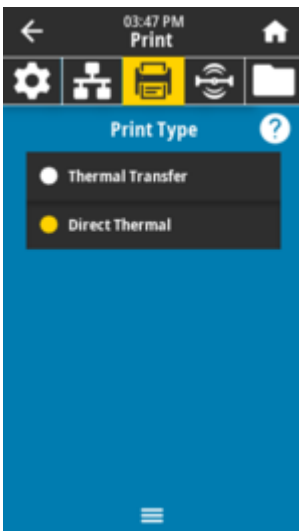 03:47 PM
Print
Print Type
?
Thermal Transfer
Direct Thermal